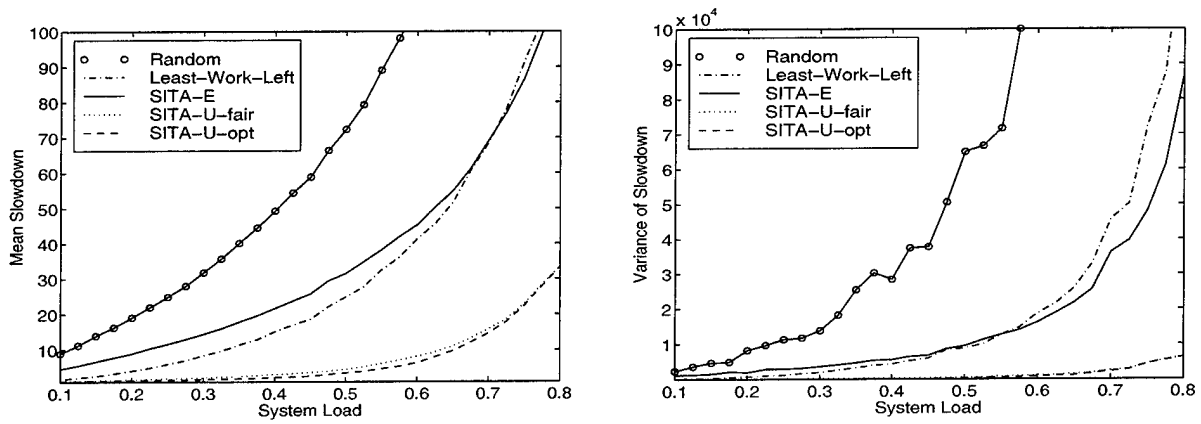 100
90
80
70
60
50
40
30
20
10
Mean Slowdown
Random
Least-Work-Left
SITA-E
SITA-U-fair
SITA-U-opt
0.1 0.2 0.3 0.4 0.5 0.6 0.7 0.8
System Load
x 10^4
10
9
8
7
6
5
4
3
2
1
Variance of Slowdown
Random
Least-Work-Left
SITA-E
SITA-U-fair
SITA-U-opt
0.1 0.2 0.3 0.4 0.5 0.6 0.7 0.8
System Load